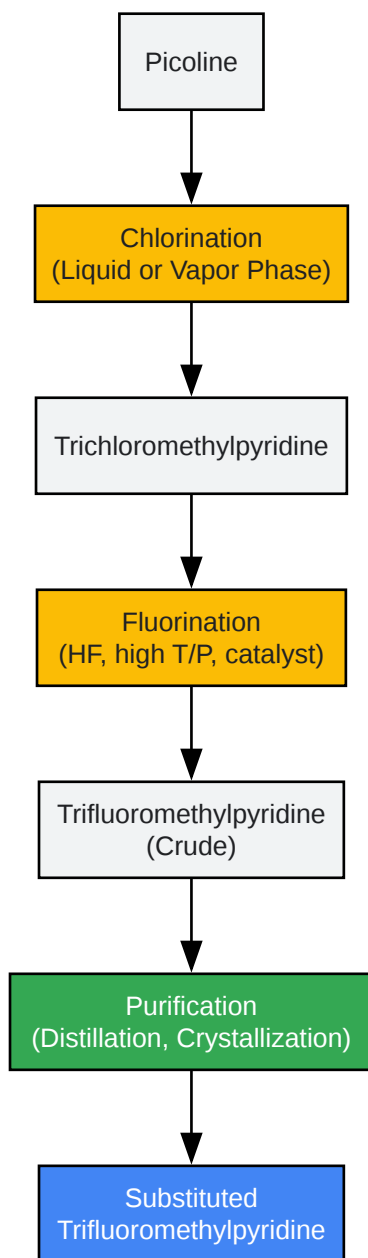 Picoline
Chlorination
(Liquid or Vapor Phase)
Trichloromethylpyridine
Fluorination
(HF, high T/P, catalyst)
Trifluoromethylpyridine
(Crude)
Purification
(Distillation, Crystallization)
Substituted
Trifluoromethylpyridine